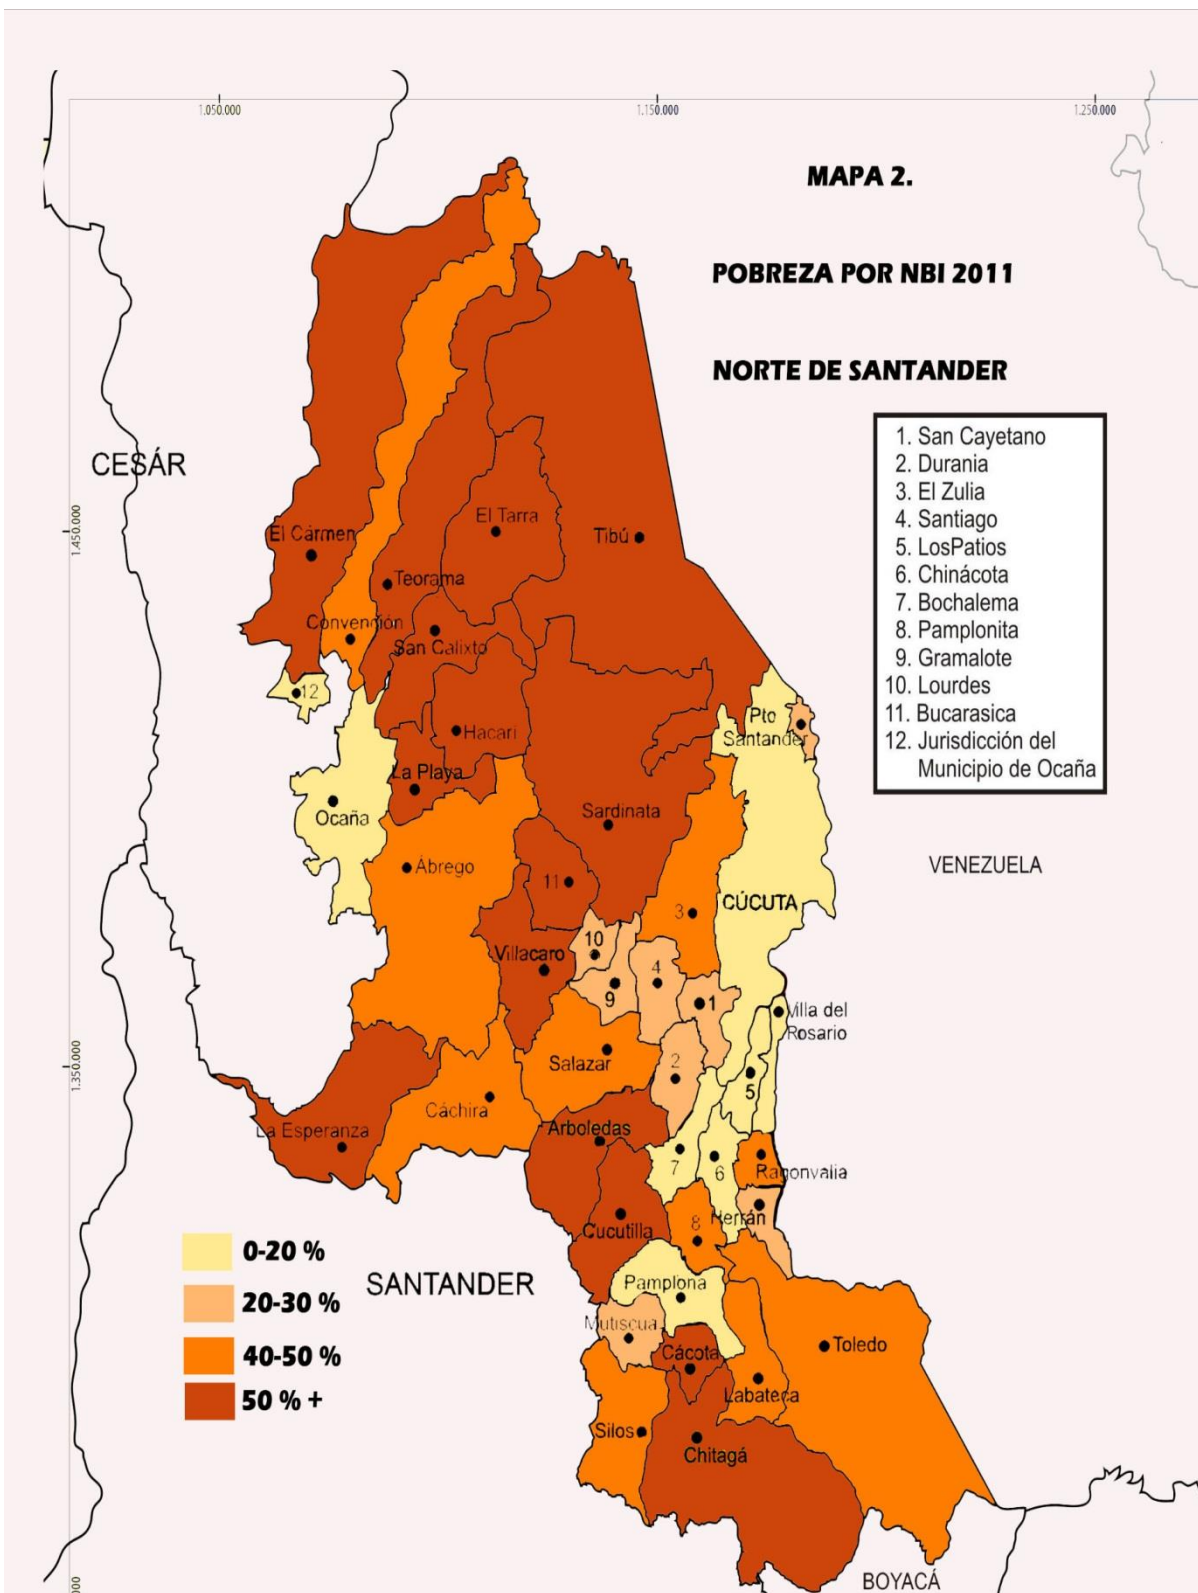 1.050.000
1.150.000
1.250.000
MAPA 2.
POBREZA POR NBI 2011
NORTE DE SANTANDER
1. San Cayetano
2. Durania
3. El Zulia
4. Santiago
5. LosPatios
6. Chinácota
7. Bochalema
8. Pamplonita
9. Gramalote
10. Lourdes
11. Bucarasica
12. Jurisdicción del
Municipio de Ocaña
CESÁR
1.450.000
El Cármen
El Tarra
Tibú
Teorama
Convención
San Calixto
12
Hacari
Pto
Santander
La Playa
Ocaña
Sardinata
Ábrego
11
3
CÚCUTA
VENEZUELA
10
Villacaro
4
9
1
Villa del
Rosario
1.350.000
Salazar
2
5
Cáchira
La Esperanza
Arboledas
7
6
Ragonvalia
Cucutilla
8
Herrán
0-20 %
20-30 %
40-50 %
50 % +
SANTANDER
Pamplona
Mutiscua
Cácota
Toledo
Labateca
Silos
Chitagá
BOYACÁ